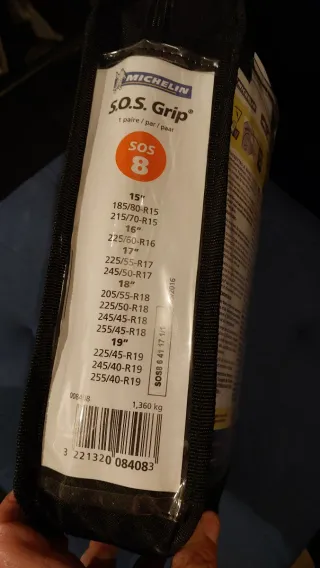 MICHELIN
S.O.S. Grip®
1 paire / par / paar
SOS
8
15"
185/80-R15
215/70-R15
16"
225/60-R16
17"
225/55-R17
245/50-R17
18"
205/55-R18
225/50-R18
245/45-R18
255/45-R18
19"
225/45-R19
245/40-R19
255/40-R19
2016
1,360 kg
3 221320 084083